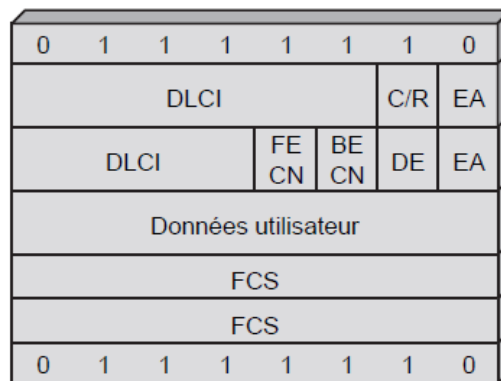 0 1 1 1 1 1 1 0
DLCI C/R EA
DLCI FE CN BE CN DE EA
Données utilisateur
FCS
FCS
0 1 1 1 1 1 1 0